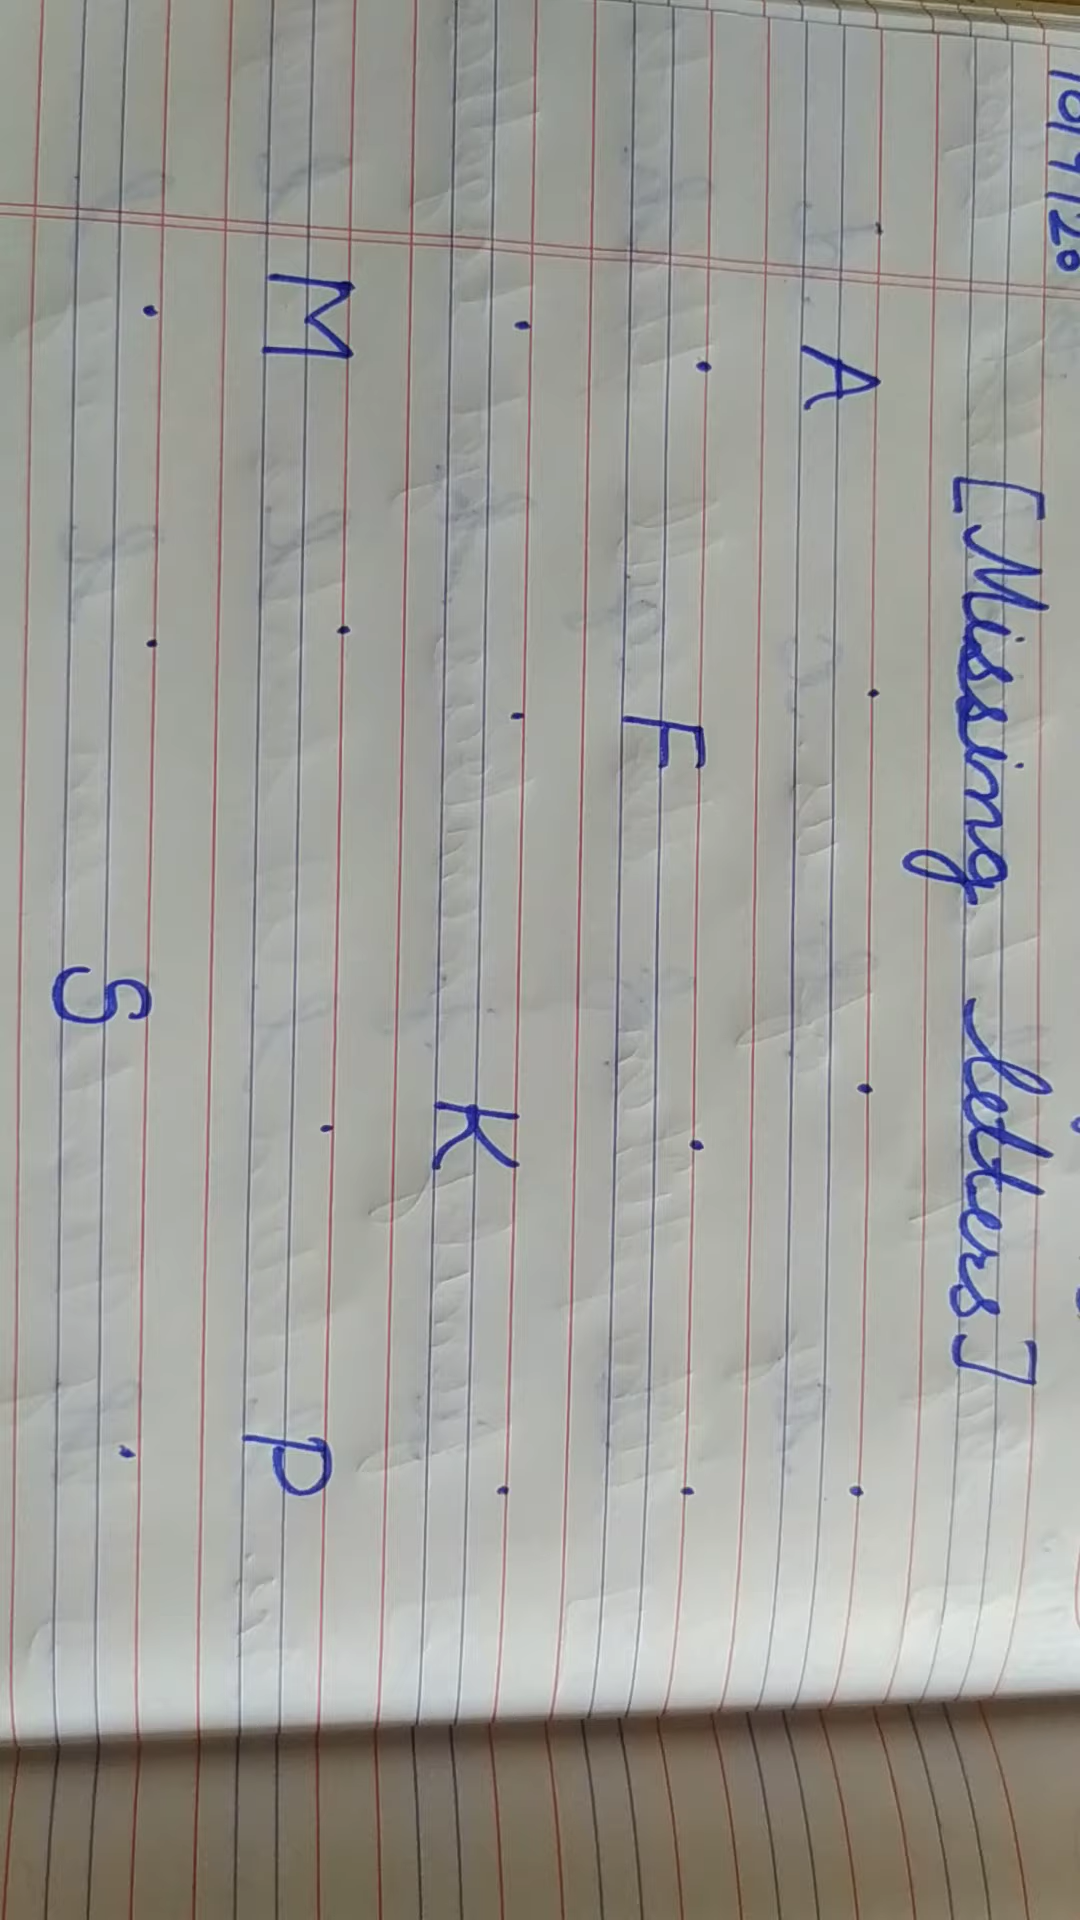 [Missing letters]
A . . .
. F . .
. . K .
M . . P
. . S .